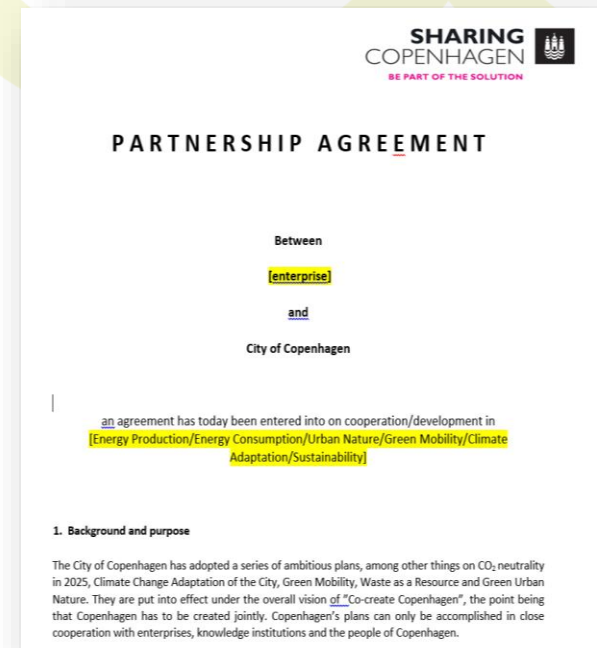 SHARING
COPENHAGEN
BE PART OF THE SOLUTION
PARTNERSHIP AGREEMENT
Between
[enterprise]
and
City of Copenhagen
an agreement has today been entered into on cooperation/development in
[Energy Production/Energy Consumption/Urban Nature/Green Mobility/Climate
Adaptation/Sustainability]
1. Background and purpose
The City of Copenhagen has adopted a series of ambitious plans, among other things on CO₂ neutrality
in 2025, Climate Change Adaptation of the City, Green Mobility, Waste as a Resource and Green Urban
Nature. They are put into effect under the overall vision of "Co-create Copenhagen", the point being
that Copenhagen has to be created jointly. Copenhagen's plans can only be accomplished in close
cooperation with enterprises, knowledge institutions and the people of Copenhagen.